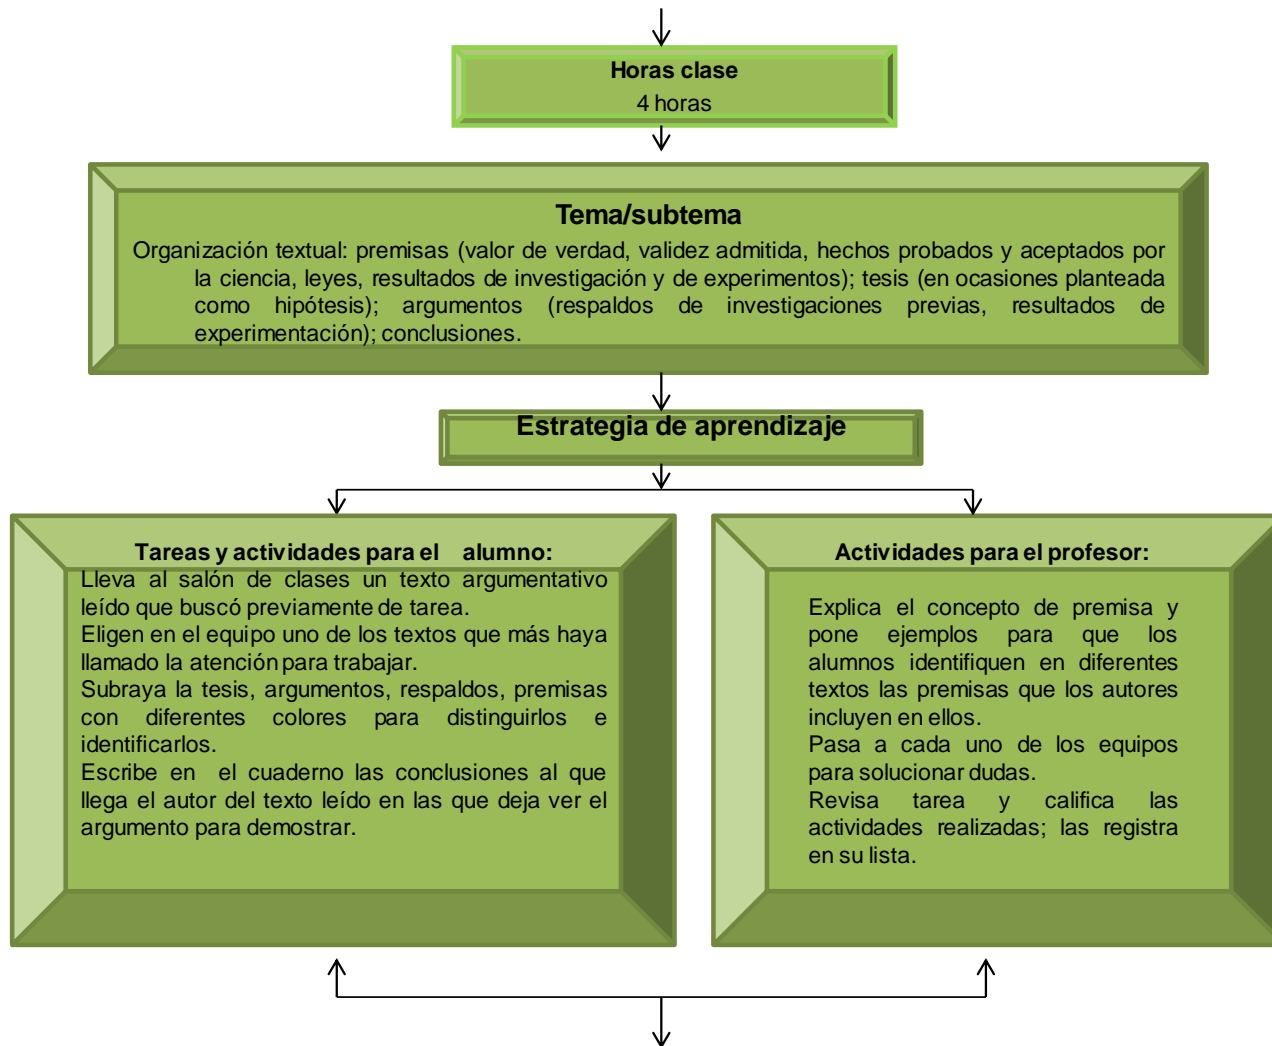 Horas clase
4 horas
Tema/subtema
Organización textual: premisas (valor de verdad, validez admitida, hechos probados y aceptados por
la ciencia, leyes, resultados de investigación y de experimentos); tesis (en ocasiones planteada
como hipótesis); argumentos (respaldos de investigaciones previas, resultados de
experimentación); conclusiones.
Estrategia de aprendizaje
Tareas y actividades para el alumno:
Lleva al salón de clases un texto argumentativo
leído que buscó previamente de tarea.
Eligen en el equipo uno de los textos que más haya
llamado la atención para trabajar.
Subraya la tesis, argumentos, respaldos, premisas
con diferentes colores para distinguirlos e
identificarlos.
Escribe en el cuaderno las conclusiones al que
llega el autor del texto leído en las que deja ver el
argumento para demostrar.
Actividades para el profesor:
Explica el concepto de premisa y
pone ejemplos para que los
alumnos identifiquen en diferentes
textos las premisas que los autores
incluyen en ellos.
Pasa a cada uno de los equipos
para solucionar dudas.
Revisa tarea y califica las
actividades realizadas; las registra
en su lista.